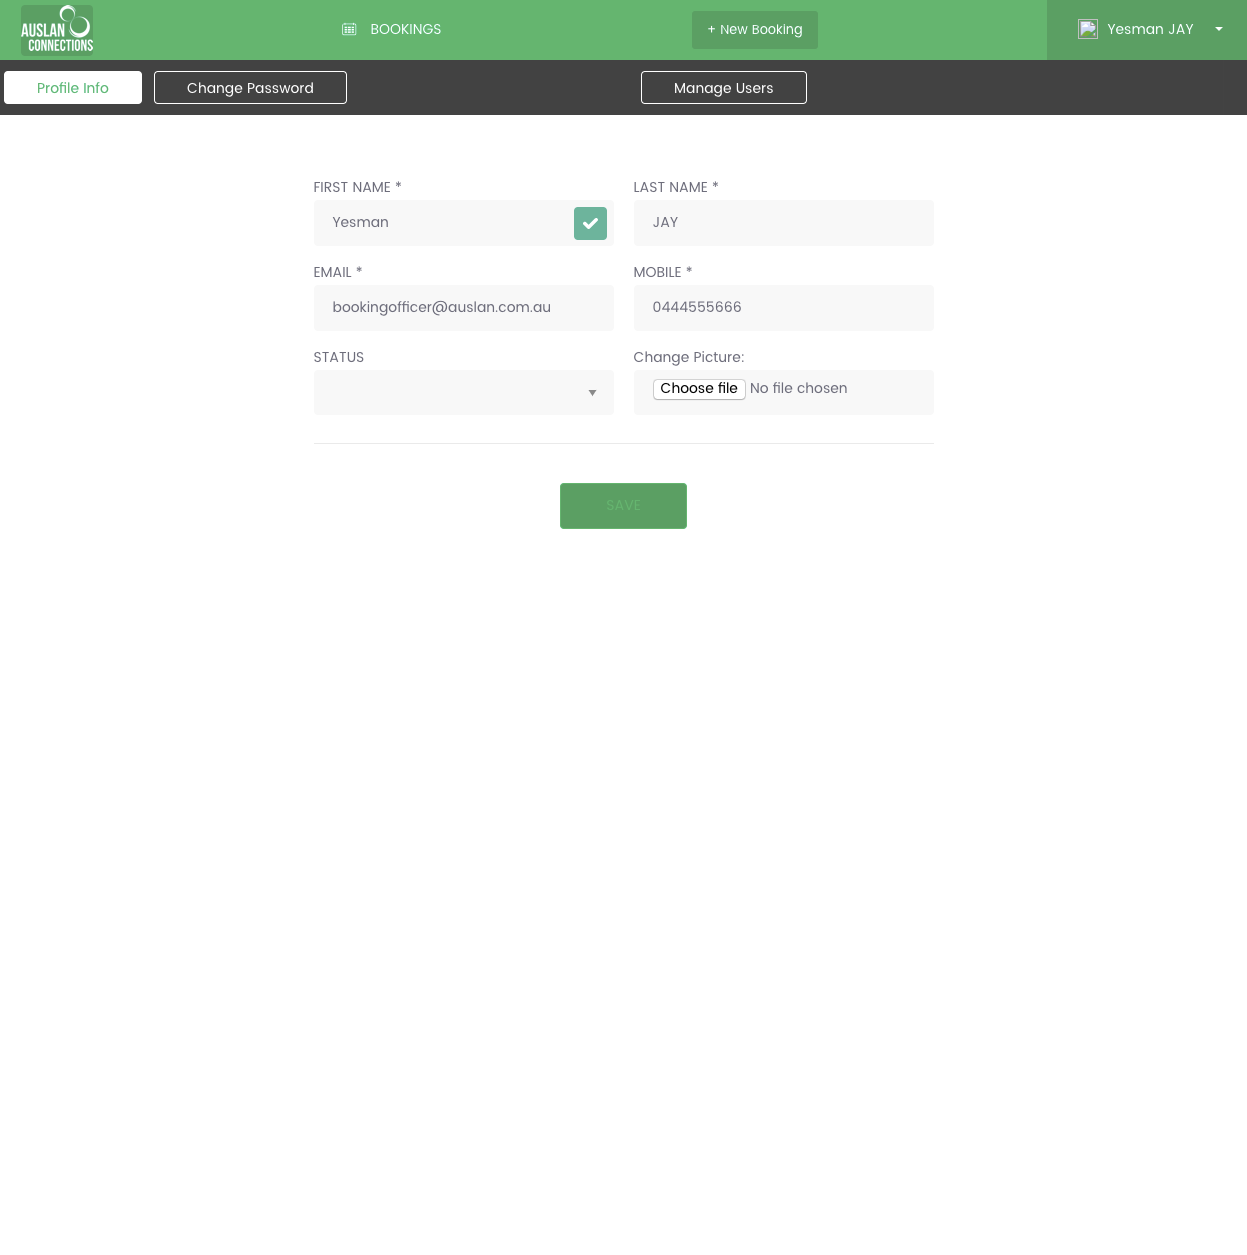 AUSLAN
CONNECTIONS
BOOKINGS
+ New Booking
Yesman JAY
Profile Info
Change Password
Manage Users
FIRST NAME *
LAST NAME *
Yesman
JAY
EMAIL *
MOBILE *
bookingofficer@auslan.com.au
0444555666
STATUS
Change Picture:
Choose file No file chosen
SAVE